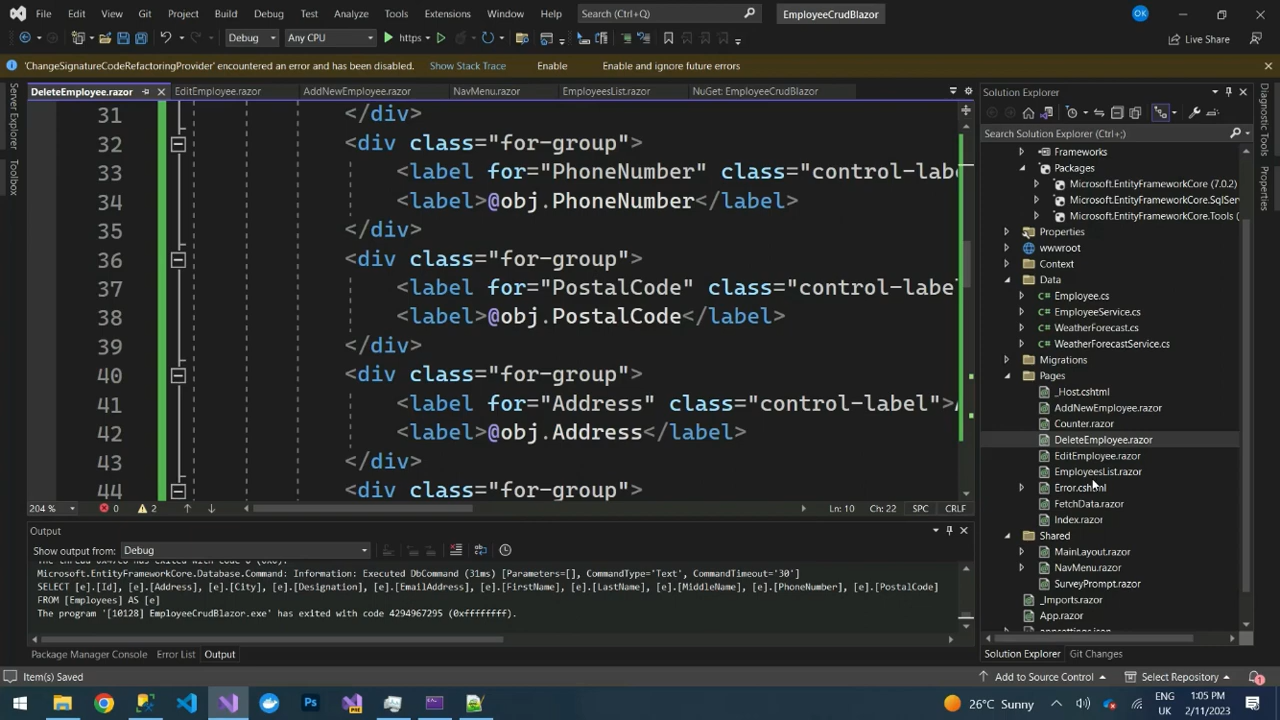 File Edit View Git Project Build Debug Test Analyze Tools Extensions Window Help Search (Ctrl+Q) EmployeeCrudBlazor OK
Debug Any CPU https Live Share
'ChangeSignatureCodeRefactoringProvider' encountered an error and has been disabled. Show Stack Trace Enable Enable and ignore future errors
DeleteEmployee.razor EditEmployee.razor AddNewEmployee.razor NavMenu.razor EmployeesList.razor NuGet: EmployeeCrudBlazor
Server Explorer
Toolbox
31 </div>
32 <div class="for-group">
33 <label for="PhoneNumber" class="control-labe
34 <label>@obj.PhoneNumber</label>
35 </div>
36 <div class="for-group">
37 <label for="PostalCode" class="control-label
38 <label>@obj.PostalCode</label>
39 </div>
40 <div class="for-group">
41 <label for="Address" class="control-label">
42 <label>@obj.Address</label>
43 </div>
44 <div class="for-group">
204 % 0 2 Ln: 10 Ch: 22 SPC CRLF
Output
Show output from: Debug
Microsoft.EntityFrameworkCore.Database.Command: Information: Executed DbCommand (31ms) [Parameters=[], CommandType='Text', CommandTimeout='30']
SELECT [e].[Id], [e].[Address], [e].[City], [e].[Designation], [e].[EmailAddress], [e].[FirstName], [e].[LastName], [e].[MiddleName], [e].[PhoneNumber], [e].[PostalCode]
FROM [Employees] AS [e]
The program '[10128] EmployeeCrudBlazor.exe' has exited with code 4294967295 (0xffffffff).
Package Manager Console Error List Output
Solution Explorer
Search Solution Explorer (Ctrl+;)
Frameworks
Packages
Microsoft.EntityFrameworkCore (7.0.2)
Microsoft.EntityFrameworkCore.SqlServ
Microsoft.EntityFrameworkCore.Tools (
Properties
wwwroot
Context
Data
Employee.cs
EmployeeService.cs
WeatherForecast.cs
WeatherForecastService.cs
Migrations
Pages
_Host.cshtml
AddNewEmployee.razor
Counter.razor
DeleteEmployee.razor
EditEmployee.razor
EmployeesList.razor
Error.cshtml
FetchData.razor
Index.razor
Shared
MainLayout.razor
NavMenu.razor
SurveyPrompt.razor
_Imports.razor
App.razor
Solution Explorer Git Changes
Diagnostic Tools
Properties
Item(s) Saved Add to Source Control Select Repository 1
Ps 26°C Sunny ENG UK 1:05 PM 2/11/2023 3